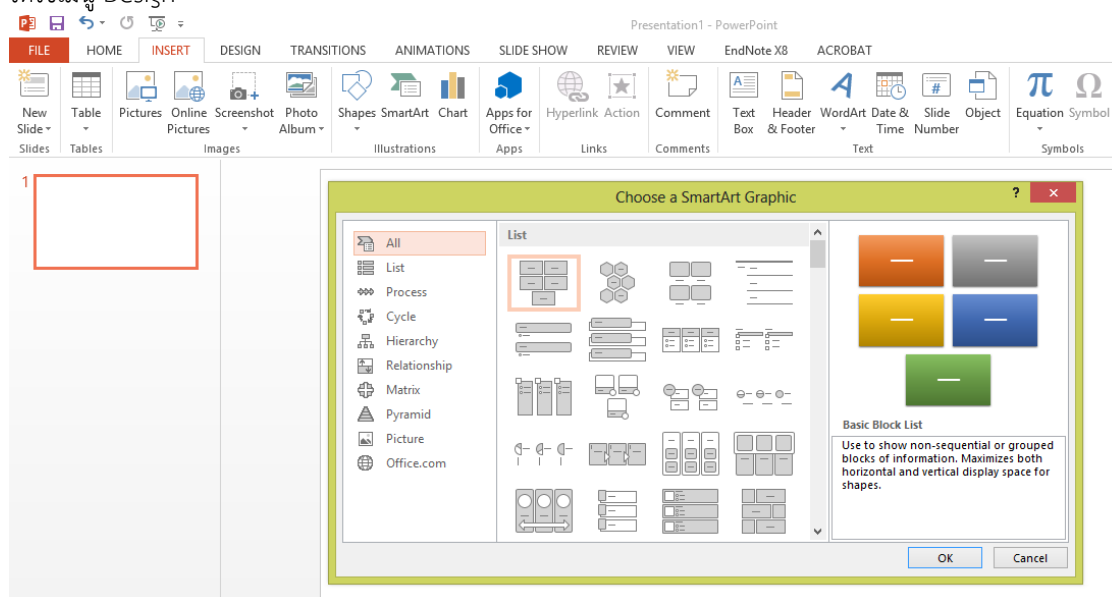 Design
Presentation1 - PowerPoint
FILE HOME INSERT DESIGN TRANSITIONS ANIMATIONS SLIDE SHOW REVIEW VIEW EndNote X8 ACROBAT
New Slide Table Pictures Online Pictures Screenshot Photo Album Shapes SmartArt Chart Apps for Office Hyperlink Action Comment Text Box Header & Footer WordArt Date & Time Slide Number Object Equation Symbol
Slides Tables Images Illustrations Apps Links Comments Text Symbols
1
Choose a SmartArt Graphic
All
List
Process
Cycle
Hierarchy
Relationship
Matrix
Pyramid
Picture
Office.com
List
Basic Block List
Use to show non-sequential or grouped
blocks of information. Maximizes both
horizontal and vertical display space for
shapes.
OK Cancel